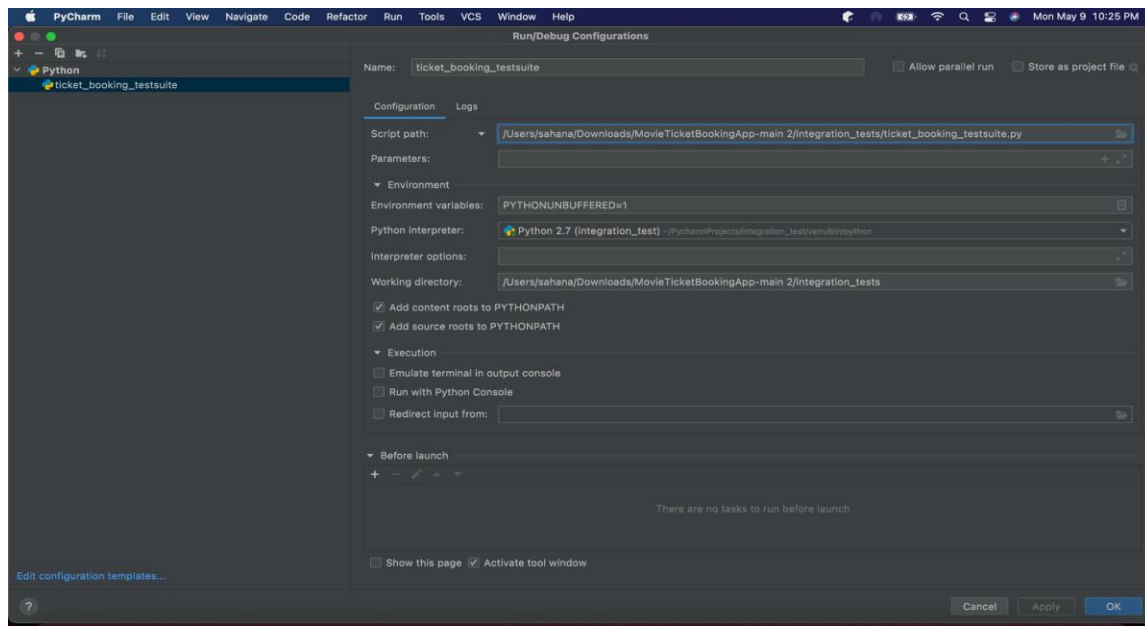 PyCharm File Edit View Navigate Code Refactor Run Tools VCS Window Help Mon May 9 10:25 PM
Run/Debug Configurations
Python
ticket_booking_testsuite
Name: ticket_booking_testsuite Allow parallel run Store as project file
Configuration Logs
Script path: /Users/sahana/Downloads/MovieTicketBookingApp-main 2/integration_tests/ticket_booking_testsuite.py
Parameters:
Environment
Environment variables: PYTHONUNBUFFERED=1
Python interpreter: Python 2.7 (integration_test) ~/PycharmProjects/integration_test/venv/bin/python
Interpreter options:
Working directory: /Users/sahana/Downloads/MovieTicketBookingApp-main 2/integration_tests
Add content roots to PYTHONPATH
Add source roots to PYTHONPATH
Execution
Emulate terminal in output console
Run with Python Console
Redirect input from:
Before launch
There are no tasks to run before launch
Show this page Activate tool window
Edit configuration templates...
? Cancel Apply OK